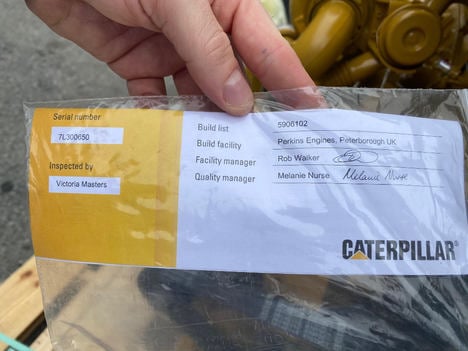 Serial number
7L300650
Inspected by
Victoria Masters
Build list 5906102
Build facility Perkins Engines, Peterborough UK
Facility manager Rob Walker
Quality manager Melanie Nurse Melanie Nurse
CATERPILLAR